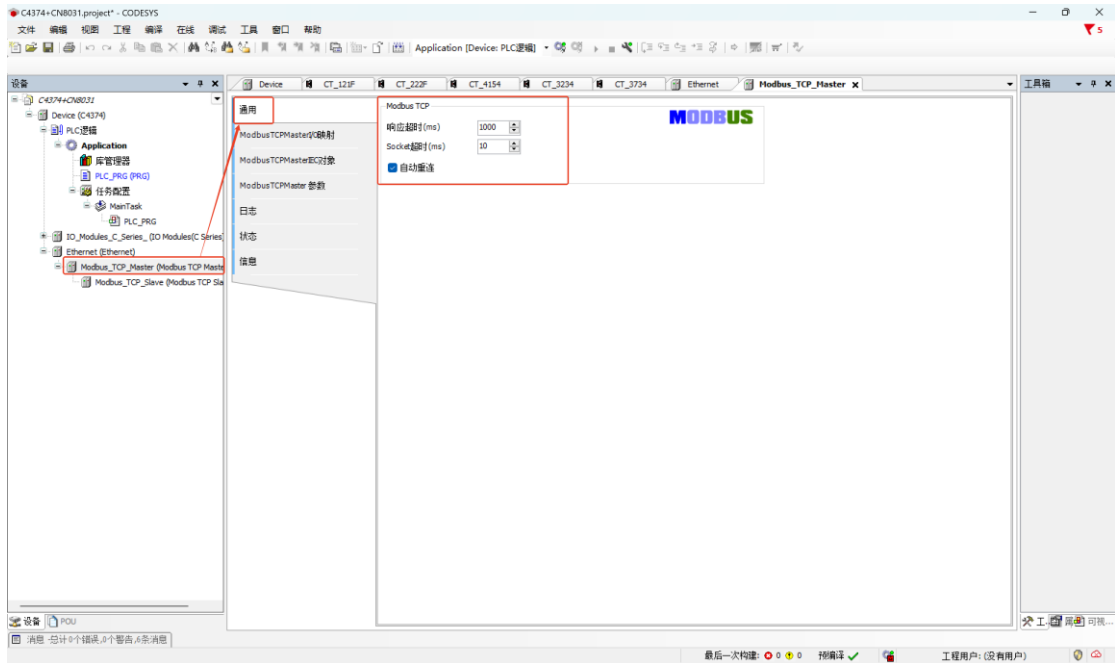 C4374+CN8031.project* - CODESYS
文件 编辑 视图 工程 编译 在线 调试 工具 窗口 帮助
5
Application [Device: PLC逻辑]
设备
Device CT_121F CT_222F CT_4154 CT_3234 CT_3734 Ethernet Modbus_TCP_Master
工具箱
C4374+CN8031
Device (C4374)
PLC逻辑
Application
库管理器
PLC_PRG (PRG)
任务配置
MainTask
PLC_PRG
IO_Modules_C_Series_ (IO Modules(C Series
Ethernet (Ethernet)
Modbus_TCP_Master (Modbus TCP Maste
Modbus_TCP_Slave (Modbus TCP Sla
通用
ModbusTCPMasterI/O映射
ModbusTCPMasterIEC对象
ModbusTCPMaster 参数
日志
状态
信息
Modbus TCP
响应超时(ms) 1000
Socket超时(ms) 10
自动重连
MODBUS
设备 POU
工
可视...
消息 -总计0个错误,0个警告,6条消息
最后一次构建: 0 0 预编译
工程用户: (没有用户)